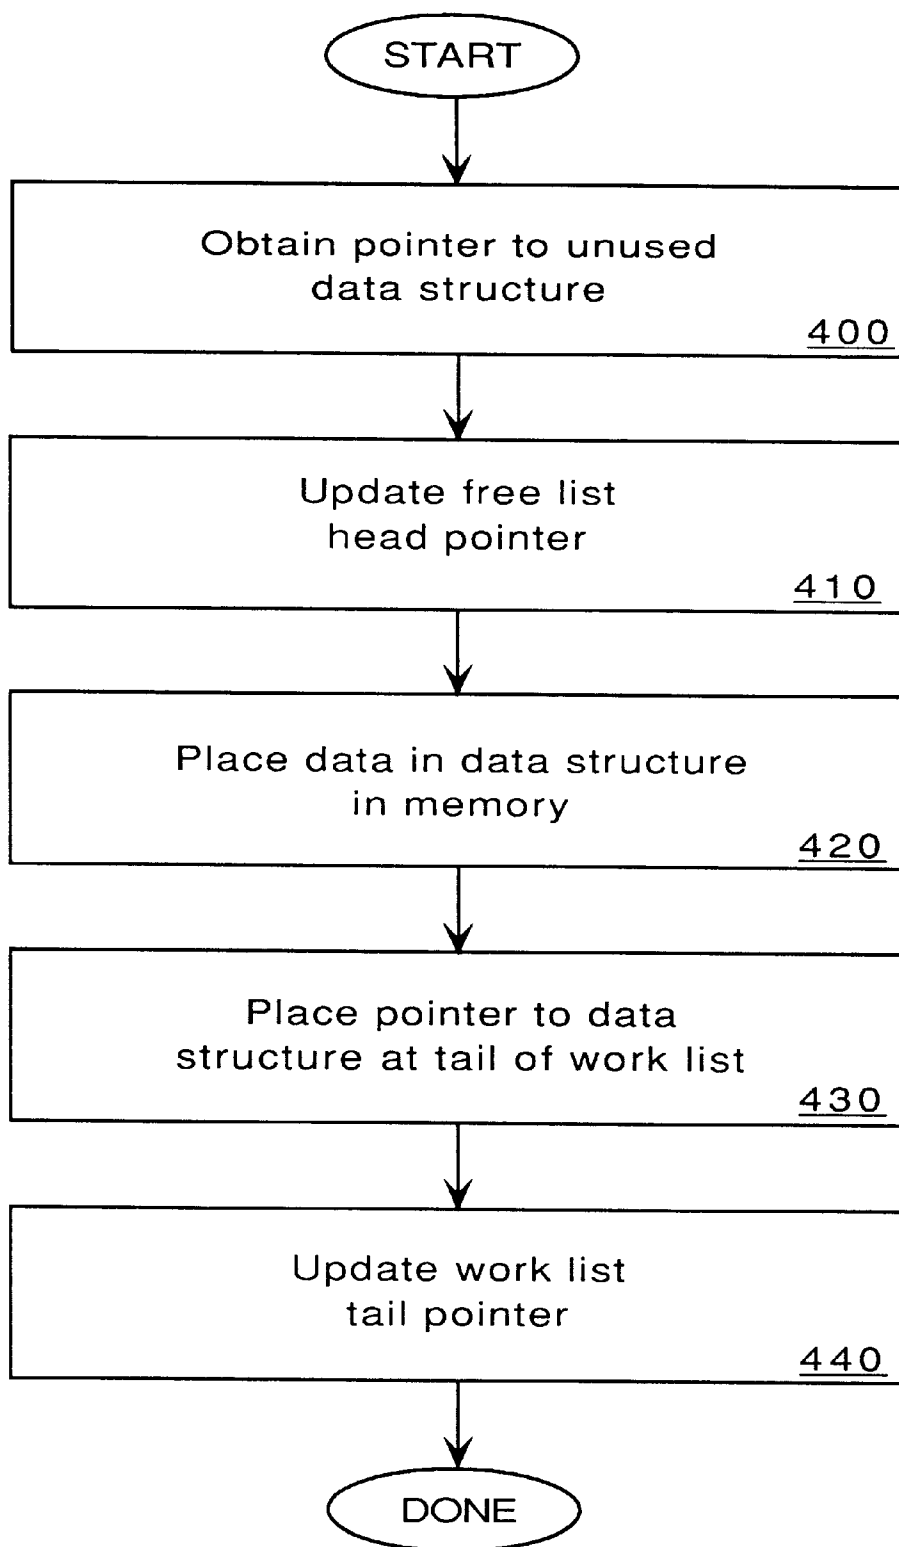 START
Obtain pointer to unused
data structure
400
Update free list
head pointer
410
Place data in data structure
in memory
420
Place pointer to data
structure at tail of work list
430
Update work list
tail pointer
440
DONE